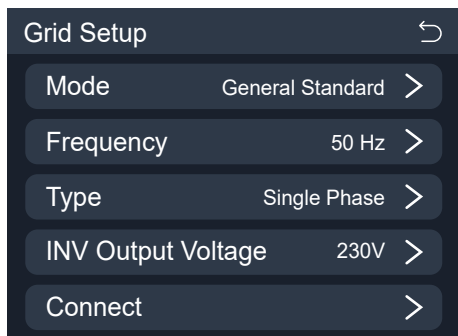 Grid Setup
Mode General Standard
Frequency 50 Hz
Type Single Phase
INV Output Voltage 230V
Connect